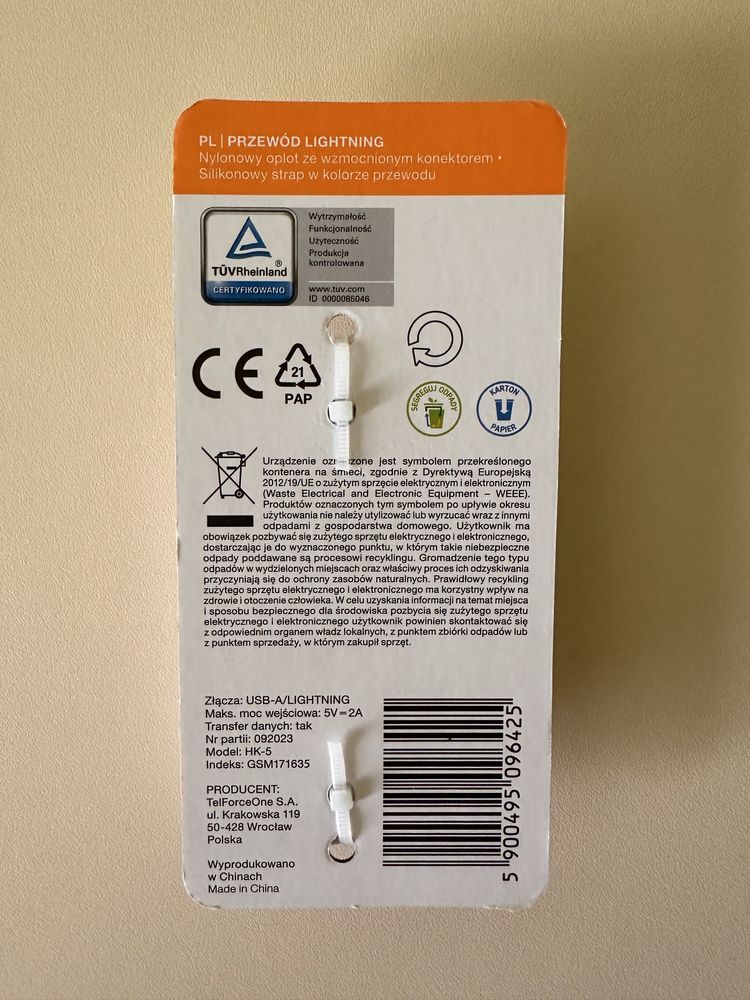 PL | PRZEWÓD LIGHTNING
Nylonowy oplot ze wzmocnionym konektorem •
Silikonowy strap w kolorze przewodu
TÜVRheinland®
CERTYFIKOWANO
Wytrzymałość
Funkcjonalność
Użyteczność
Produkcja
kontrolowana
www.tuv.com
ID 0000085046
CE
21
PAP
SEGREGUJ ODPADY
KARTON
PAPIER
Urządzenie oznaczone jest symbolem przekreślonego
kontenera na śmieci, zgodnie z Dyrektywą Europejską
2012/19/UE o zużytym sprzęcie elektrycznym i elektronicznym
(Waste Electrical and Electronic Equipment – WEEE).
Produktów oznaczonych tym symbolem po upływie okresu
użytkowania nie należy utylizować lub wyrzucać wraz z innymi
odpadami z gospodarstwa domowego. Użytkownik ma
obowiązek pozbywać się zużytego sprzętu elektrycznego i elektronicznego,
dostarczając je do wyznaczonego punktu, w którym takie niebezpieczne
odpady poddawane są procesowi recyklingu. Gromadzenie tego typu
odpadów w wydzielonych miejscach oraz właściwy proces ich odzyskiwania
przyczyniają się do ochrony zasobów naturalnych. Prawidłowy recykling
zużytego sprzętu elektrycznego i elektronicznego ma korzystny wpływ na
zdrowie i otoczenie człowieka. W celu uzyskania informacji na temat miejsca
i sposobu bezpiecznego dla środowiska pozbycia się zużytego sprzętu
elektrycznego i elektronicznego użytkownik powinien skontaktować się
z odpowiednim organem władz lokalnych, z punktem zbiórki odpadów lub
z punktem sprzedaży, w którym zakupił sprzęt.
Złącza: USB-A/LIGHTNING
Maks. moc wejściowa: 5V⎓2A
Transfer danych: tak
Nr partii: 092023
Model: HK-5
Indeks: GSM171635
PRODUCENT:
TelForceOne S.A.
ul. Krakowska 119
50-428 Wrocław
Polska
Wyprodukowano
w Chinach
Made in China
5 900495 096425